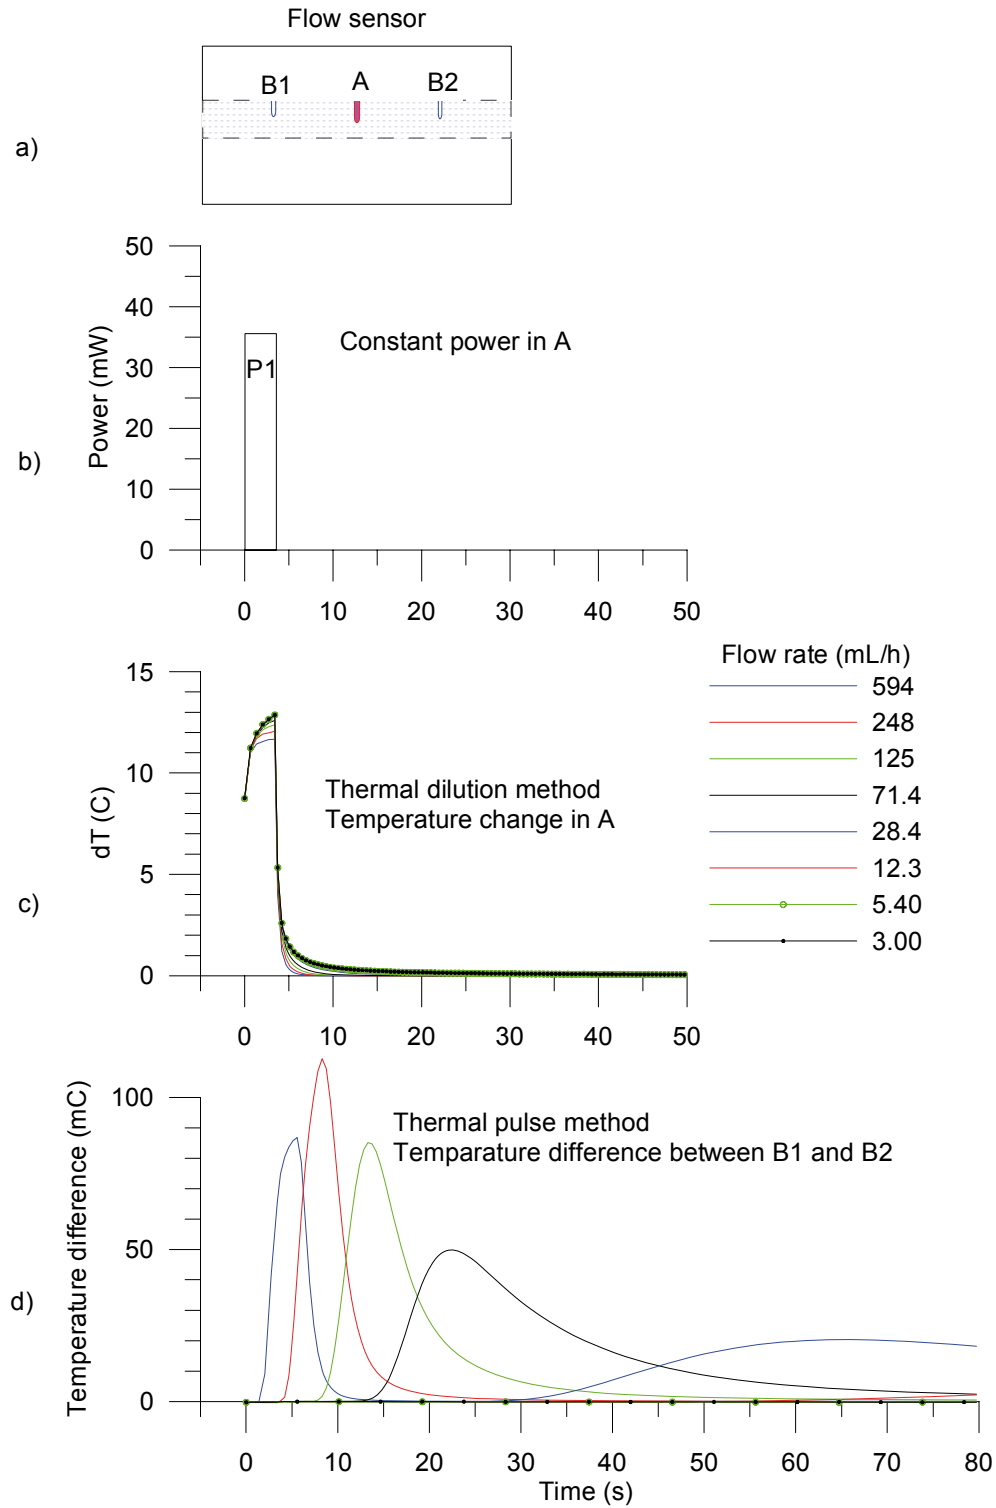 Flow sensor
B1 A B2
a)
50
40
30
20
10
0
Power (mW)
P1
Constant power in A
b)
0 10 20 30 40 50
15
10
5
0
dT (C)
Thermal dilution method
Temperature change in A
c)
0 10 20 30 40 50
Flow rate (mL/h)
594
248
125
71.4
28.4
12.3
5.40
3.00
100
50
0
Temperature difference (mC)
Thermal pulse method
Temparature difference between B1 and B2
d)
0 10 20 30 40 50 60 70 80
Time (s)